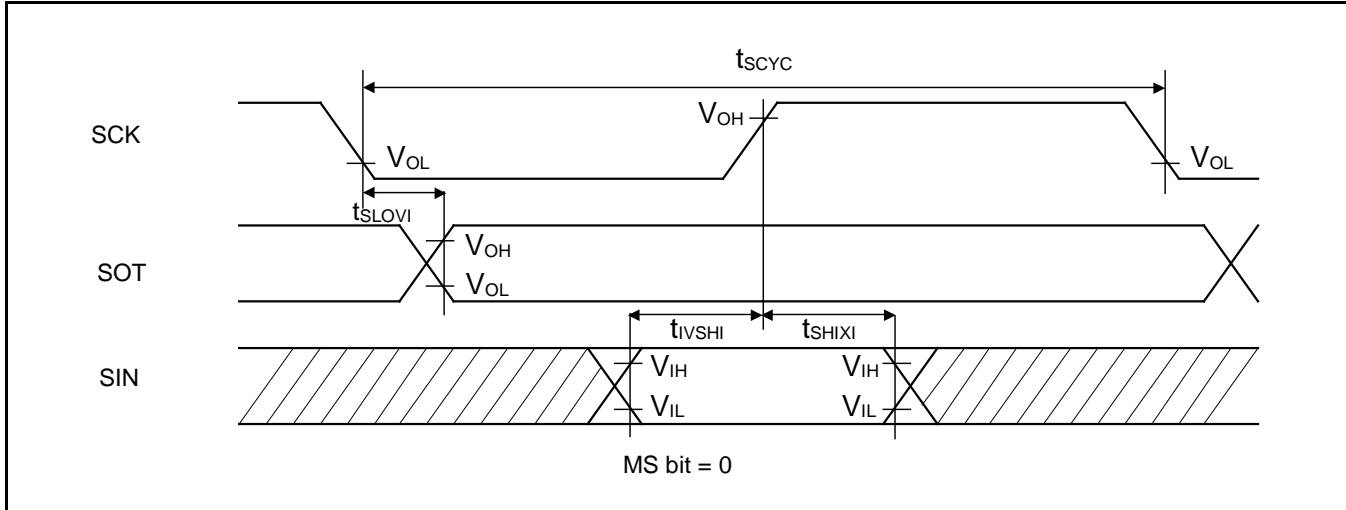 tSCYC
SCK
VOH
VOL
VOL
tSLOVI
SOT
VOH
VOL
tIVSHI
tSHIXI
SIN
VIH
VIH
VIL
VIL
MS bit = 0